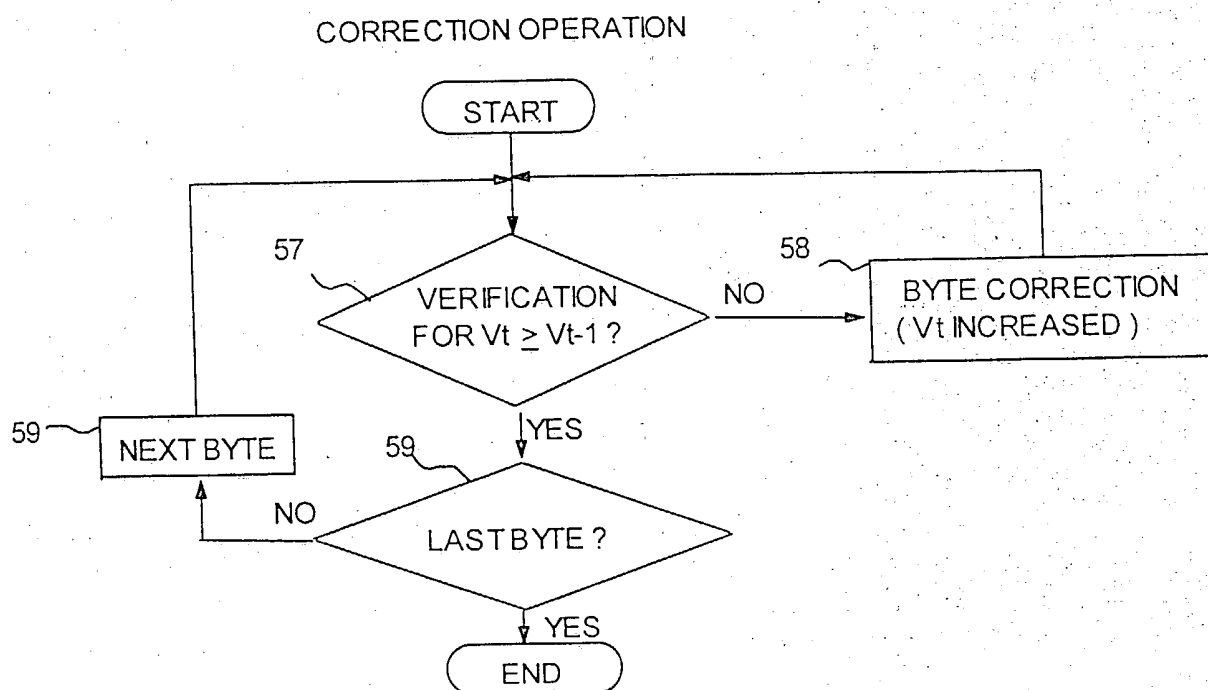 CORRECTION OPERATION
START
57
VERIFICATION
FOR Vt ≥ Vt-1 ?
NO
58
BYTE CORRECTION
( Vt INCREASED )
YES
59
NEXT BYTE
59
NO
LAST BYTE ?
YES
END